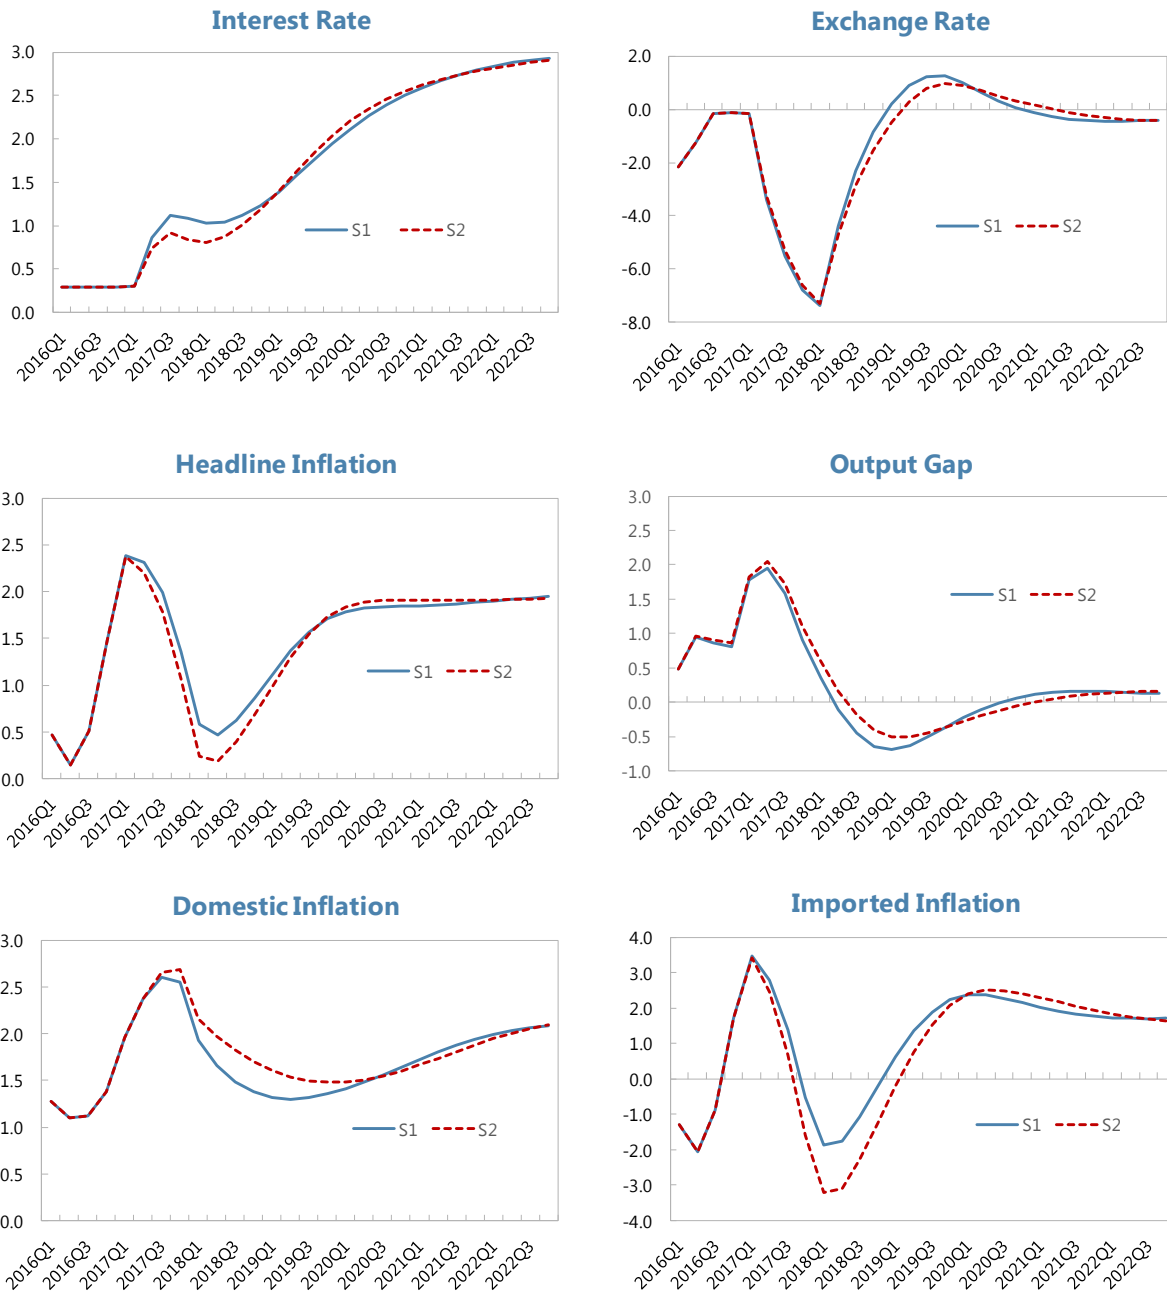 Interest Rate
3.0
2.5
2.0
1.5
1.0
0.5
0.0
S1 S2
2016Q1 2016Q3 2017Q1 2017Q3 2018Q1 2018Q3 2019Q1 2019Q3 2020Q1 2020Q3 2021Q1 2021Q3 2022Q1 2022Q3
Exchange Rate
2.0
0.0
-2.0
-4.0
-6.0
-8.0
S1 S2
2016Q1 2016Q3 2017Q1 2017Q3 2018Q1 2018Q3 2019Q1 2019Q3 2020Q1 2020Q3 2021Q1 2021Q3 2022Q1 2022Q3
Headline Inflation
3.0
2.5
2.0
1.5
1.0
0.5
0.0
S1 S2
2016Q1 2016Q3 2017Q1 2017Q3 2018Q1 2018Q3 2019Q1 2019Q3 2020Q1 2020Q3 2021Q1 2021Q3 2022Q1 2022Q3
Output Gap
3.0
2.5
2.0
1.5
1.0
0.5
0.0
-0.5
-1.0
S1 S2
2016Q1 2016Q3 2017Q1 2017Q3 2018Q1 2018Q3 2019Q1 2019Q3 2020Q1 2020Q3 2021Q1 2021Q3 2022Q1 2022Q3
Domestic Inflation
3.0
2.5
2.0
1.5
1.0
0.5
0.0
S1 S2
2016Q1 2016Q3 2017Q1 2017Q3 2018Q1 2018Q3 2019Q1 2019Q3 2020Q1 2020Q3 2021Q1 2021Q3 2022Q1 2022Q3
Imported Inflation
4.0
3.0
2.0
1.0
0.0
-1.0
-2.0
-3.0
-4.0
S1 S2
2016Q1 2016Q3 2017Q1 2017Q3 2018Q1 2018Q3 2019Q1 2019Q3 2020Q1 2020Q3 2021Q1 2021Q3 2022Q1 2022Q3